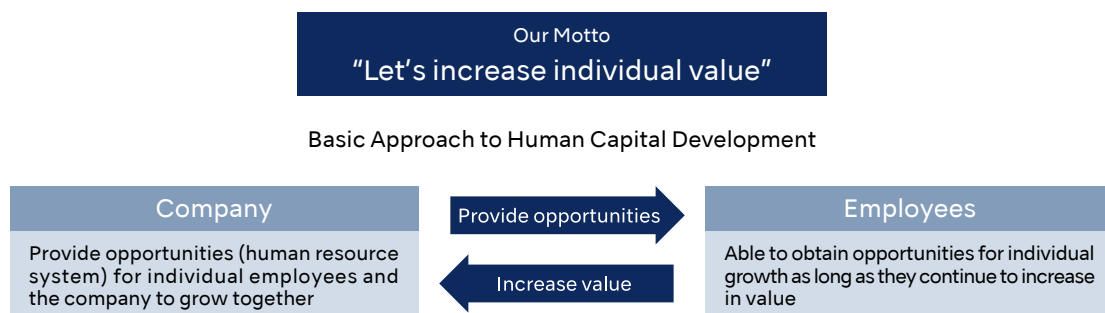 Our Motto
“Let’s increase individual value”
Basic Approach to Human Capital Development
Company
Provide opportunities (human resource
system) for individual employees and
the company to grow together
Provide opportunities
Increase value
Employees
Able to obtain opportunities for individual
growth as long as they continue to increase
in value